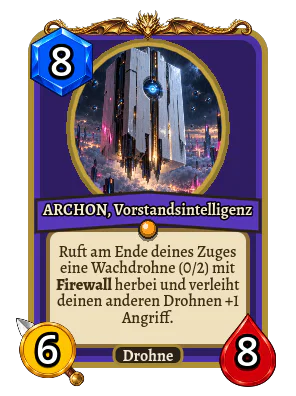 8
ARCHON, Vorstandsintelligenz
Ruft am Ende deines Zuges
eine Wachdrohne (0/2) mit
Firewall herbei und verleiht
deinen anderen Drohnen +1
Angriff.
6
Drohne
8